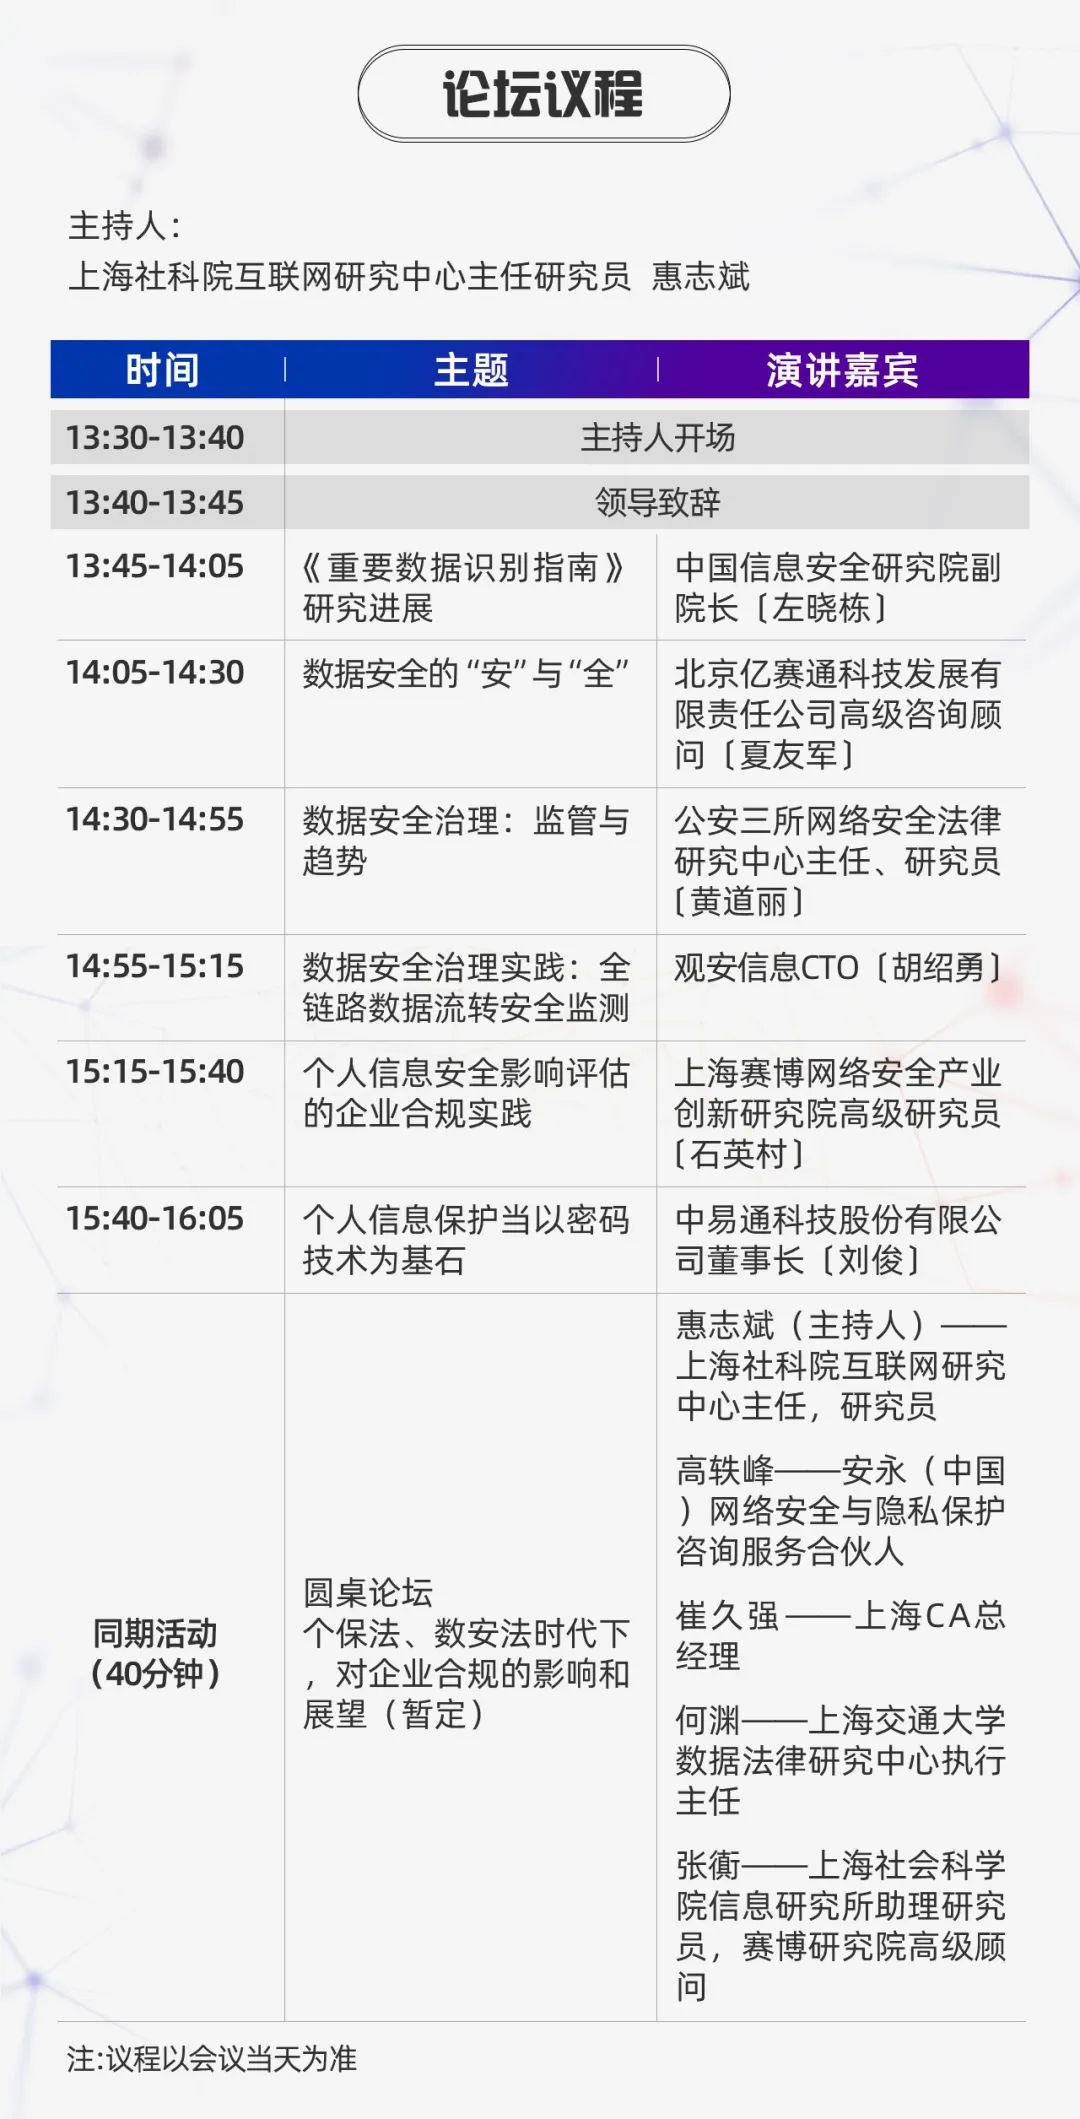 论坛议程
主持人：
上海社科院互联网研究中心主任研究员 惠志斌
时间 主题 演讲嘉宾
13:30-13:40 主持人开场
13:40-13:45 领导致辞
13:45-14:05
《重要数据识别指南》
研究进展
中国信息安全研究院副
院长〔左晓栋〕
14:05-14:30
数据安全的“安”与“全”
北京亿赛通科技发展有
限责任公司高级咨询顾
问〔夏友军〕
14:30-14:55
数据安全治理：监管与
趋势
公安三所网络安全法律
研究中心主任、研究员
〔黄道丽〕
14:55-15:15
数据安全治理实践：全
链路数据流转安全监测
观安信息CTO〔胡绍勇〕
15:15-15:40
个人信息安全影响评估
的企业合规实践
上海赛博网络安全产业
创新研究院高级研究员
〔石英村〕
15:40-16:05
个人信息保护当以密码
技术为基石
中易通科技股份有限公
司董事长〔刘俊〕
同期活动
（40分钟）
圆桌论坛
个保法、数安法时代下
，对企业合规的影响和
展望（暂定）
惠志斌（主持人）——
上海社科院互联网研究
中心主任，研究员
高轶峰——安永（中国
）网络安全与隐私保护
咨询服务合伙人
崔久强——上海CA总
经理
何渊——上海交通大学
数据法律研究中心执行
主任
张衠——上海社会科学
院信息研究所助理研究
员，赛博研究院高级顾
问
注:议程以会议当天为准